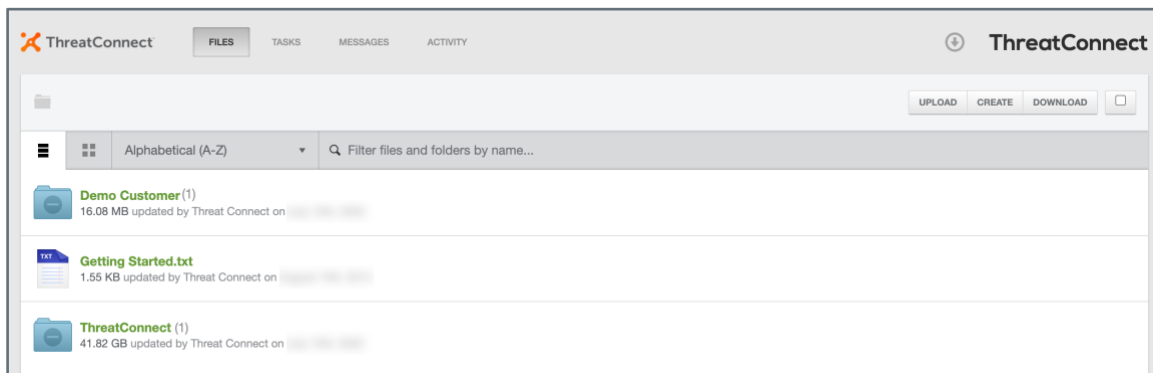 ThreatConnect FILES TASKS MESSAGES ACTIVITY ThreatConnect
UPLOAD CREATE DOWNLOAD
Alphabetical (A-Z) Filter files and folders by name...
Demo Customer (1)
16.08 MB updated by Threat Connect on
TXT
Getting Started.txt
1.55 KB updated by Threat Connect on
ThreatConnect (1)
41.82 GB updated by Threat Connect on